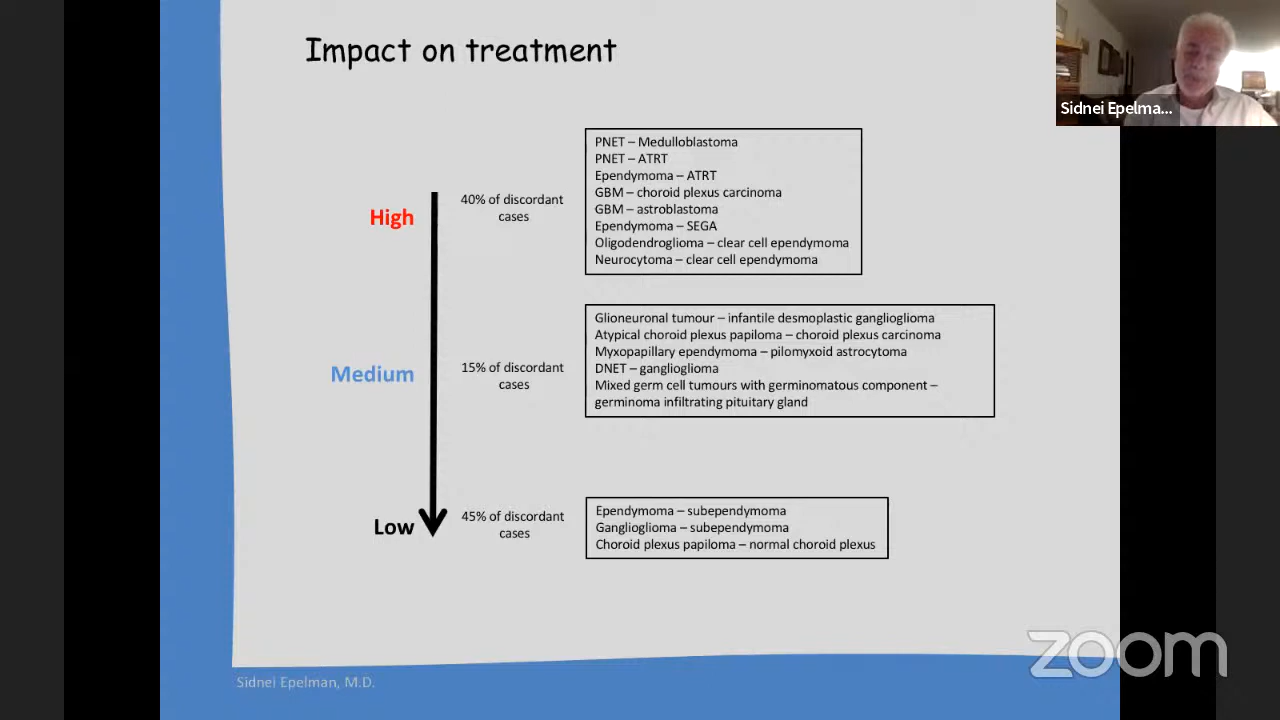 Impact on treatment
Sidnei Epelma...
High
40% of discordant
cases
PNET – Medulloblastoma
PNET – ATRT
Ependymoma – ATRT
GBM – choroid plexus carcinoma
GBM – astroblastoma
Ependymoma – SEGA
Oligodendroglioma – clear cell ependymoma
Neurocytoma – clear cell ependymoma
Medium
15% of discordant
cases
Glioneuronal tumour – infantile desmoplastic ganglioglioma
Atypical choroid plexus papiloma – choroid plexus carcinoma
Myxopapillary ependymoma – pilomyxoid astrocytoma
DNET – ganglioglioma
Mixed germ cell tumours with germinomatous component –
germinoma infiltrating pituitary gland
Low
45% of discordant
cases
Ependymoma – subependymoma
Ganglioglioma – subependymoma
Choroid plexus papiloma – normal choroid plexus
zoom
Sidnei Epelman, M.D.